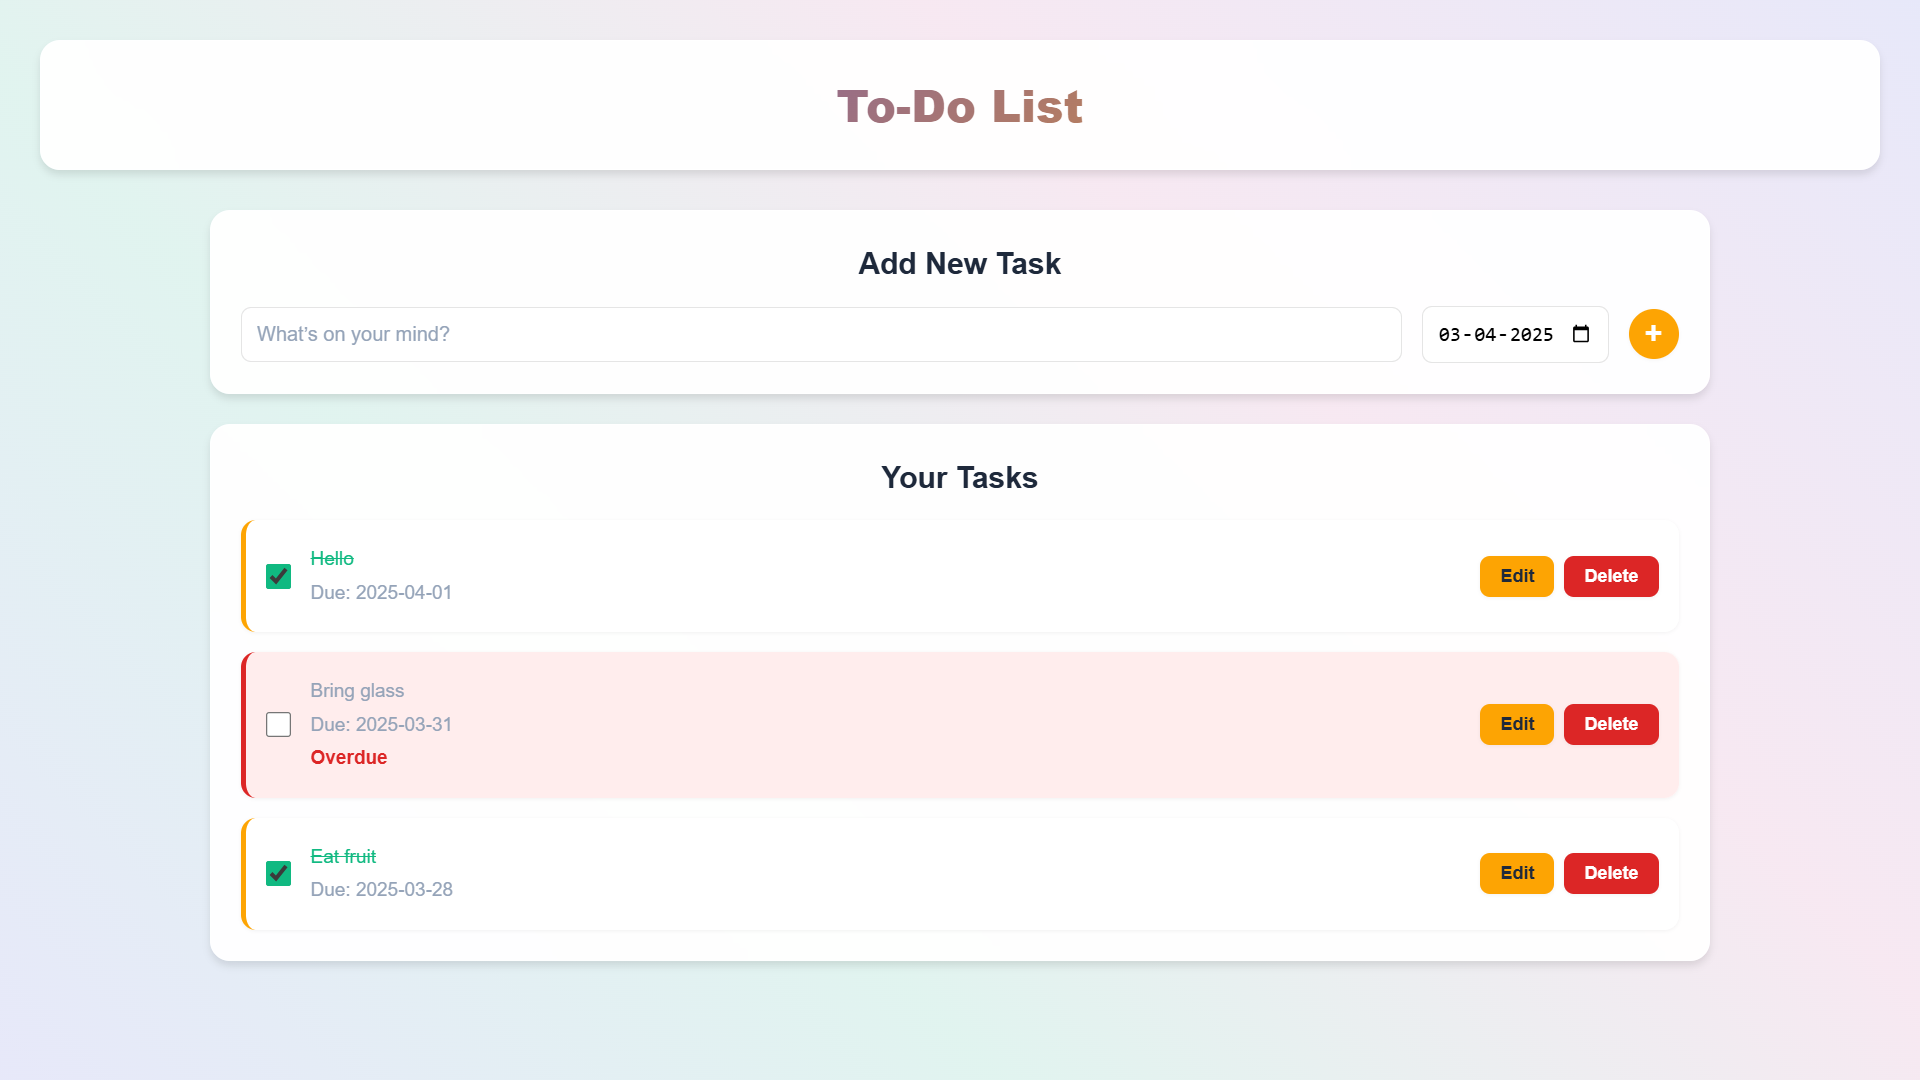 To-Do List
Add New Task
What's on your mind?
03-04-2025
+
Your Tasks
Hello
Due: 2025-04-01
Edit
Delete
Bring glass
Due: 2025-03-31
Overdue
Edit
Delete
Eat fruit
Due: 2025-03-28
Edit
Delete